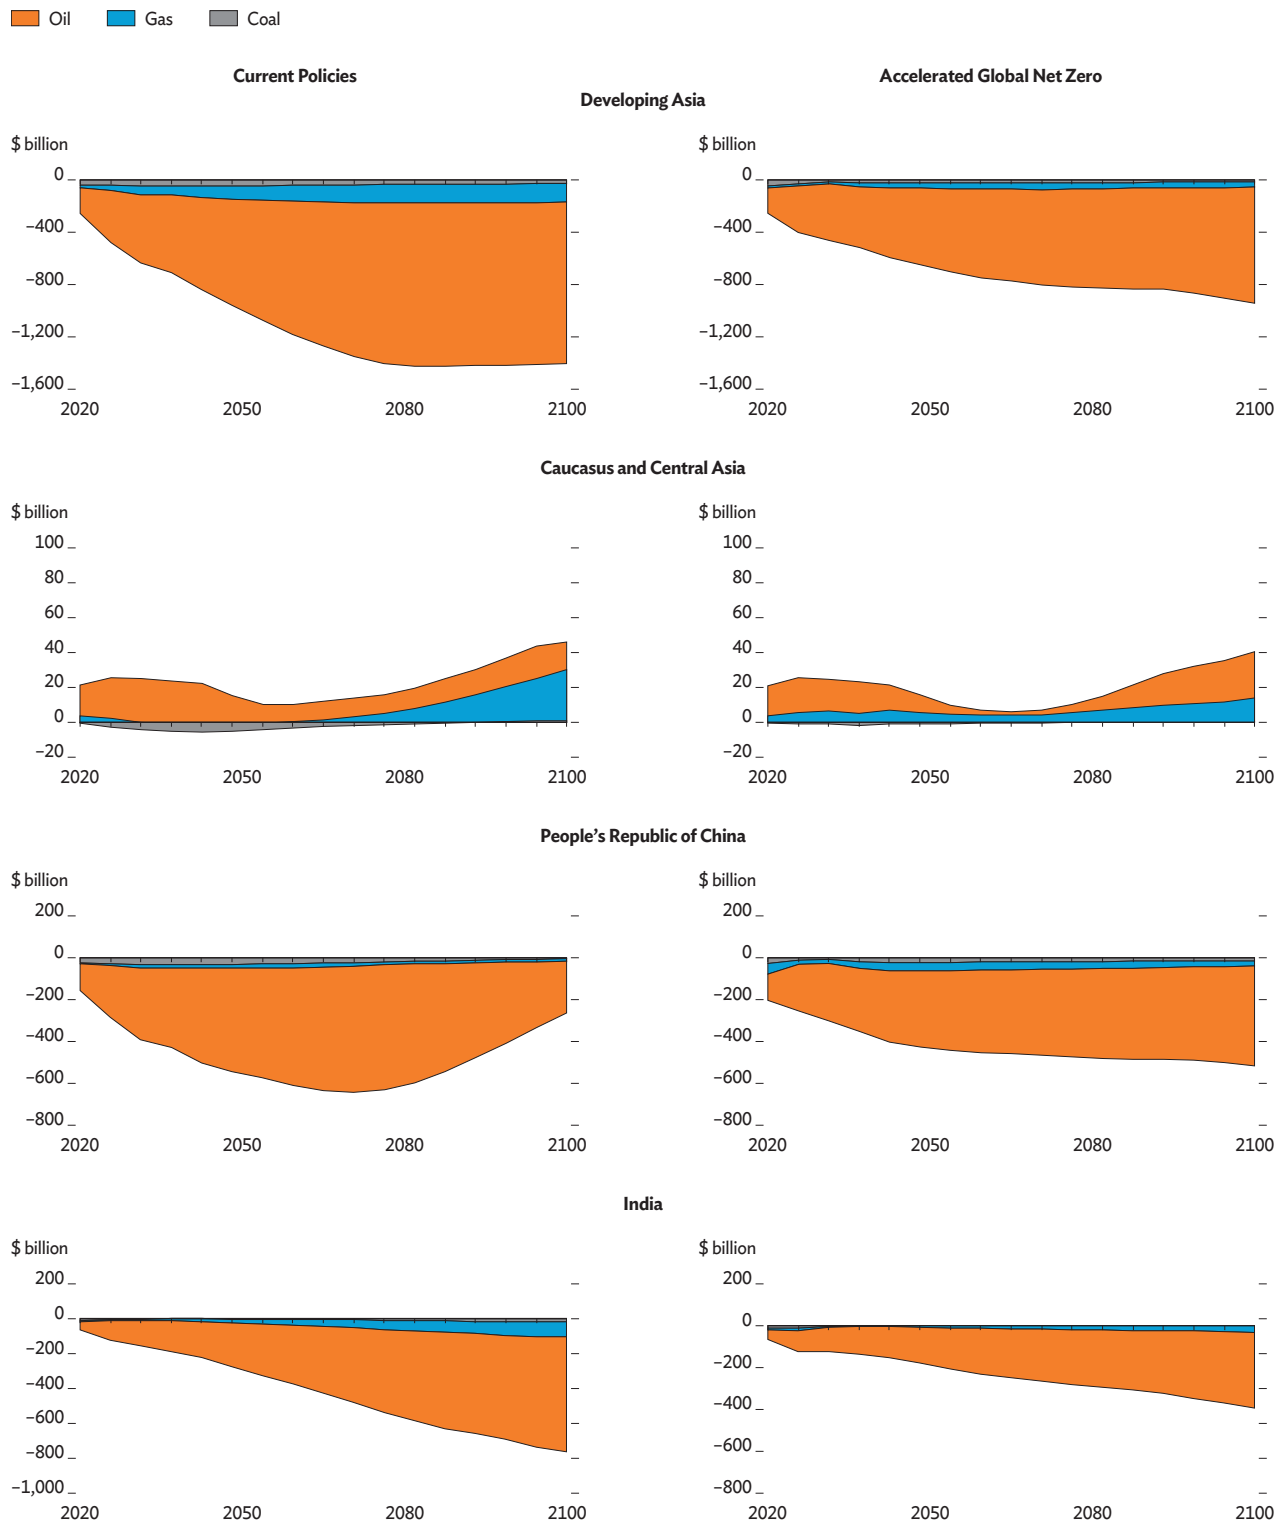 Oil Gas Coal
Current Policies Accelerated Global Net Zero
Developing Asia
$ billion $ billion
0 0
−400 −400
−800 −800
−1,200 −1,200
−1,600 −1,600
2020 2050 2080 2100 2020 2050 2080 2100
Caucasus and Central Asia
$ billion $ billion
100 100
80 80
60 60
40 40
20 20
0 0
−20 −20
2020 2050 2080 2100 2020 2050 2080 2100
People's Republic of China
$ billion $ billion
200 200
0 0
−200 −200
−400 −400
−600 −600
−800 −800
2020 2050 2080 2100 2020 2050 2080 2100
India
$ billion $ billion
200 200
0 0
−200 −200
−400 −400
−600 −600
−800 −800
−1,000
2020 2050 2080 2100 2020 2050 2080 2100